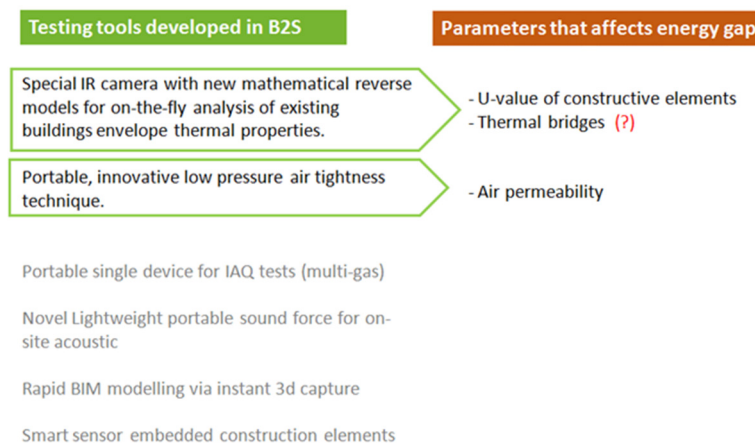 Testing tools developed in B2S
Parameters that affects energy gap
Special IR camera with new mathematical reverse
models for on-the-fly analysis of existing
buildings envelope thermal properties.
- U-value of constructive elements
- Thermal bridges (?)
Portable, innovative low pressure air tightness
technique.
- Air permeability
Portable single device for IAQ tests (multi-gas)
Novel Lightweight portable sound force for on-
site acoustic
Rapid BIM modelling via instant 3d capture
Smart sensor embedded construction elements